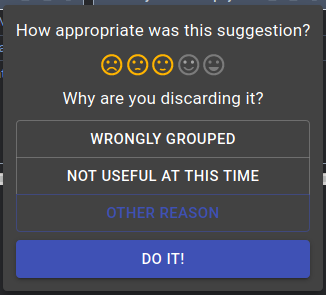 How appropriate was this suggestion?
Why are you discarding it?
WRONGLY GROUPED
NOT USEFUL AT THIS TIME
OTHER REASON
DO IT!